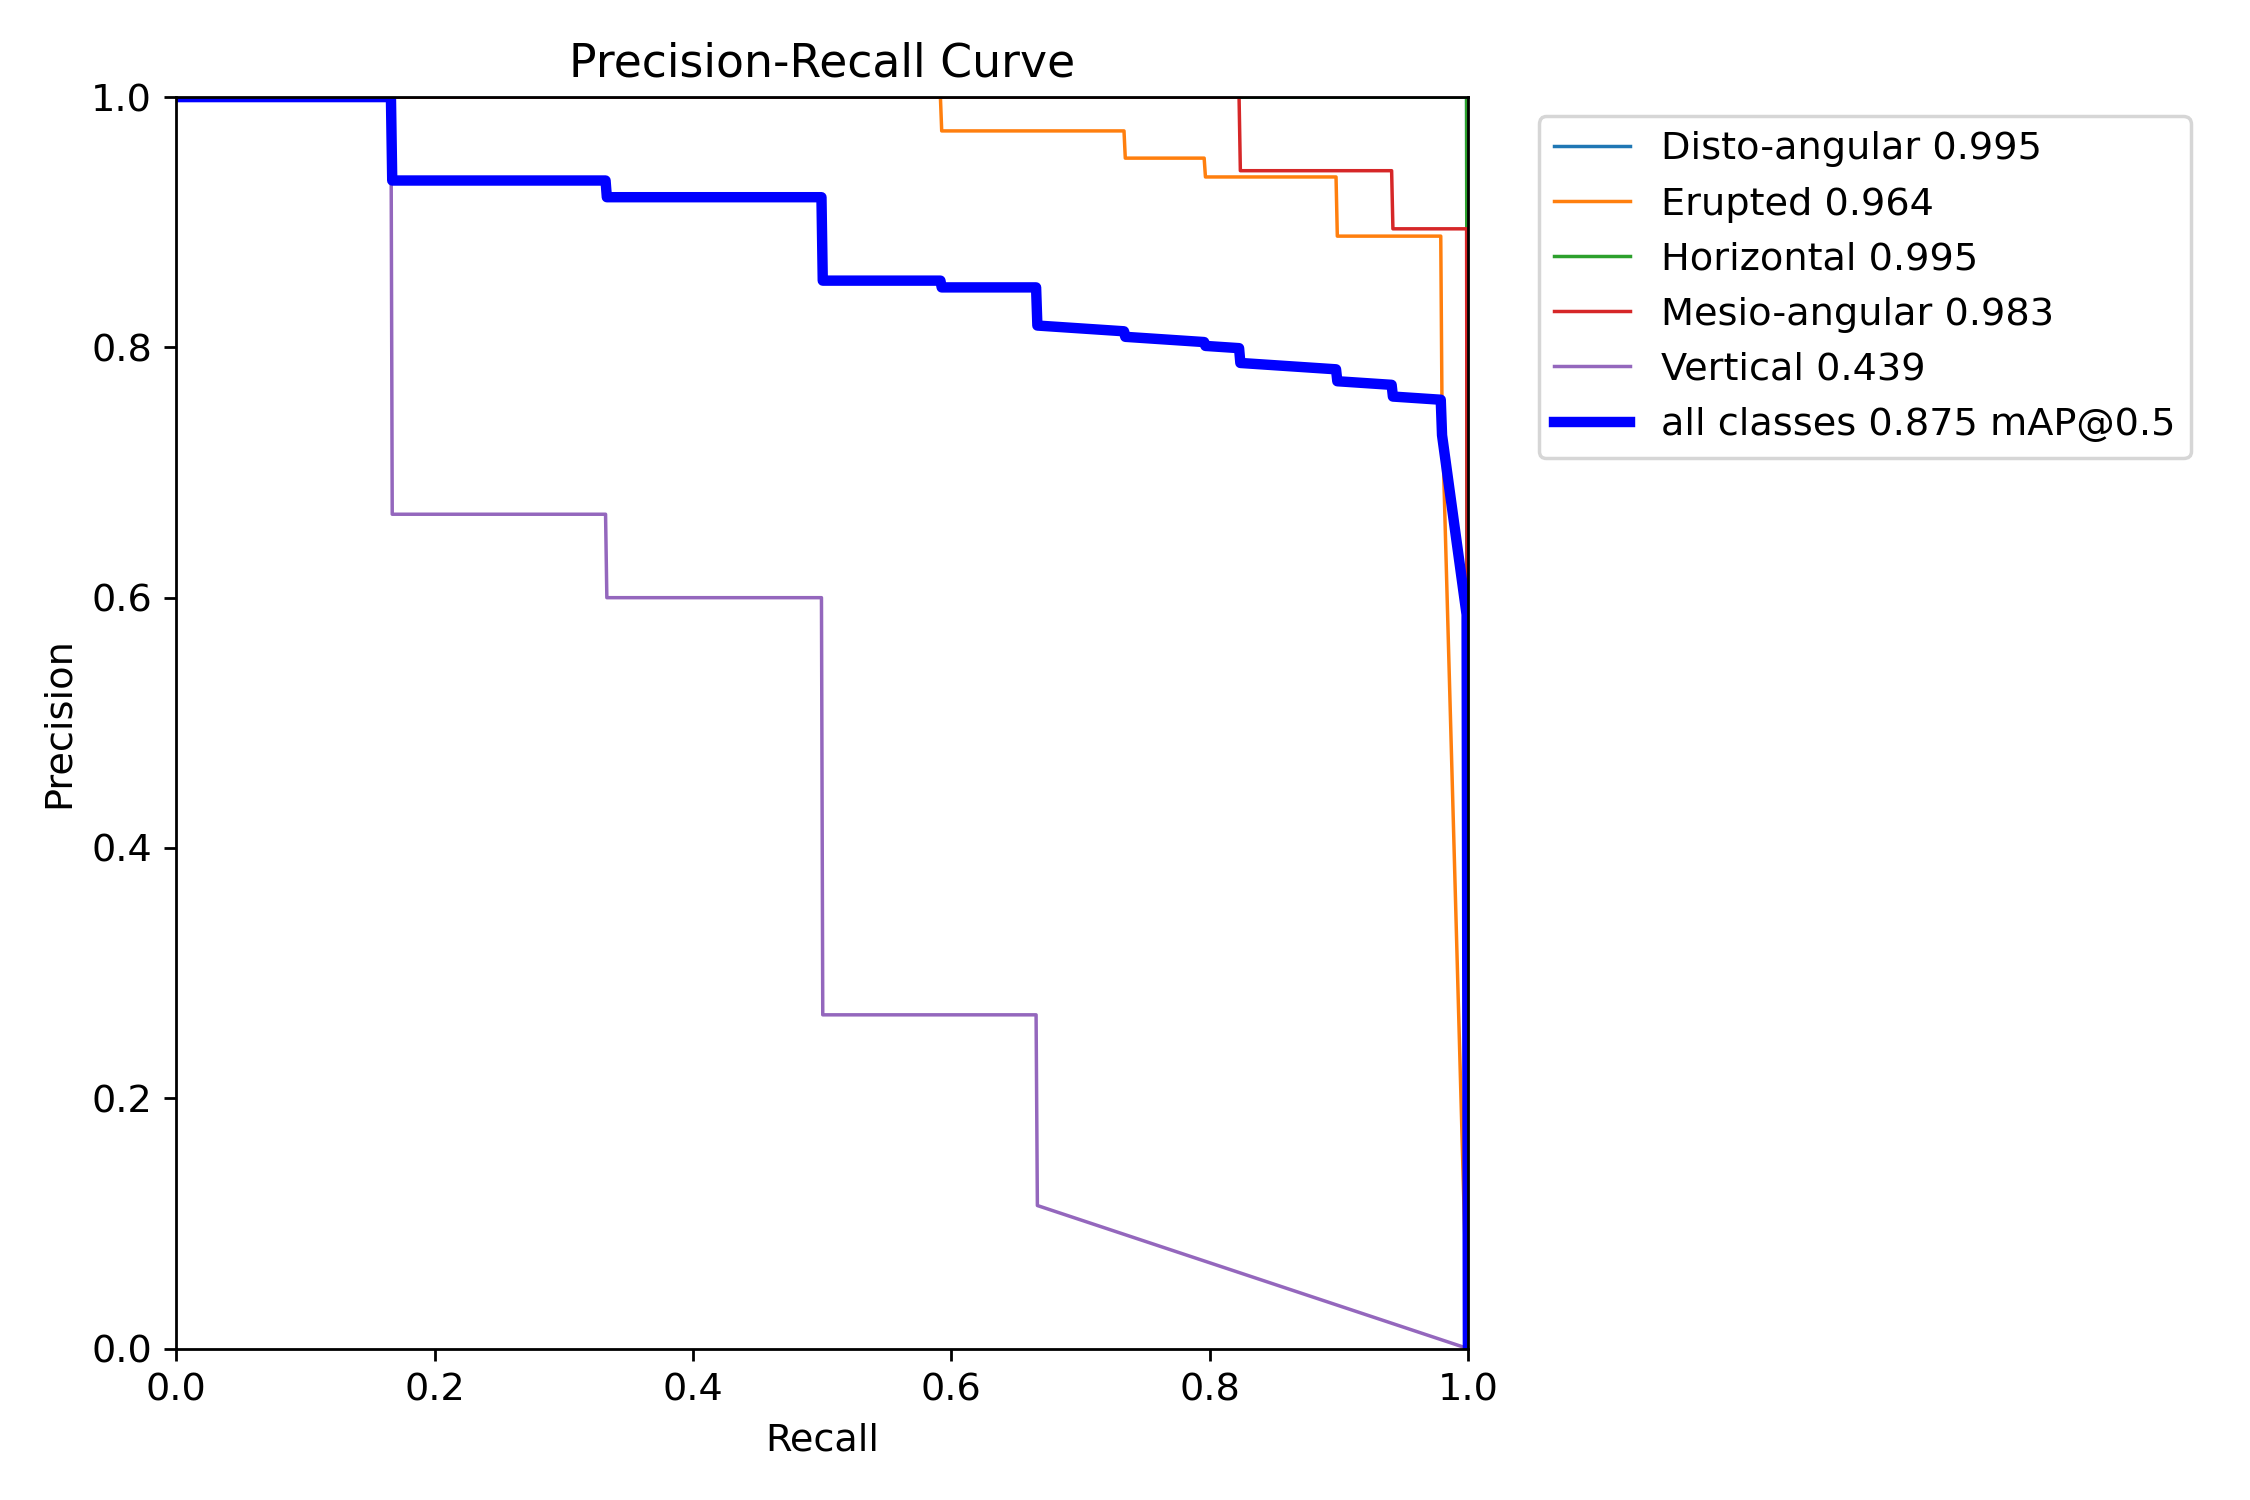 Precision-Recall Curve
1.0
0.8
0.6
0.4
0.2
0.0
Precision
0.0 0.2 0.4 0.6 0.8 1.0
Recall
Disto-angular 0.995
Erupted 0.964
Horizontal 0.995
Mesio-angular 0.983
Vertical 0.439
all classes 0.875 mAP@0.5